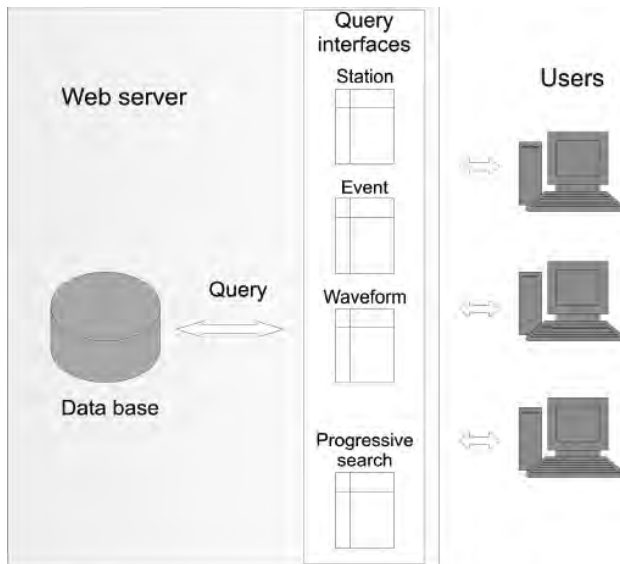 Query
interfaces
Station
Users
Web server
Event
Query
Waveform
Data base
Progressive
search